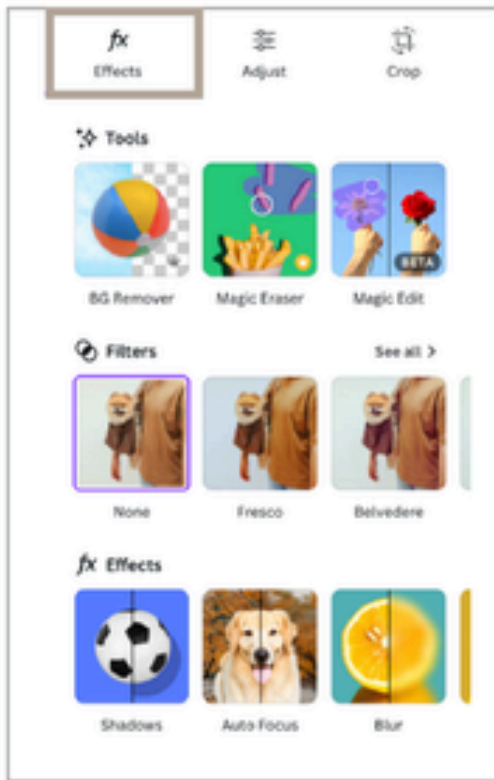 fx
Effects Adjust Crop
Tools
BETA
BG Remover Magic Eraser Magic Edit
Filters See all >
None Fresco Belvedere
fx Effects
Shadows Auto Focus Blur